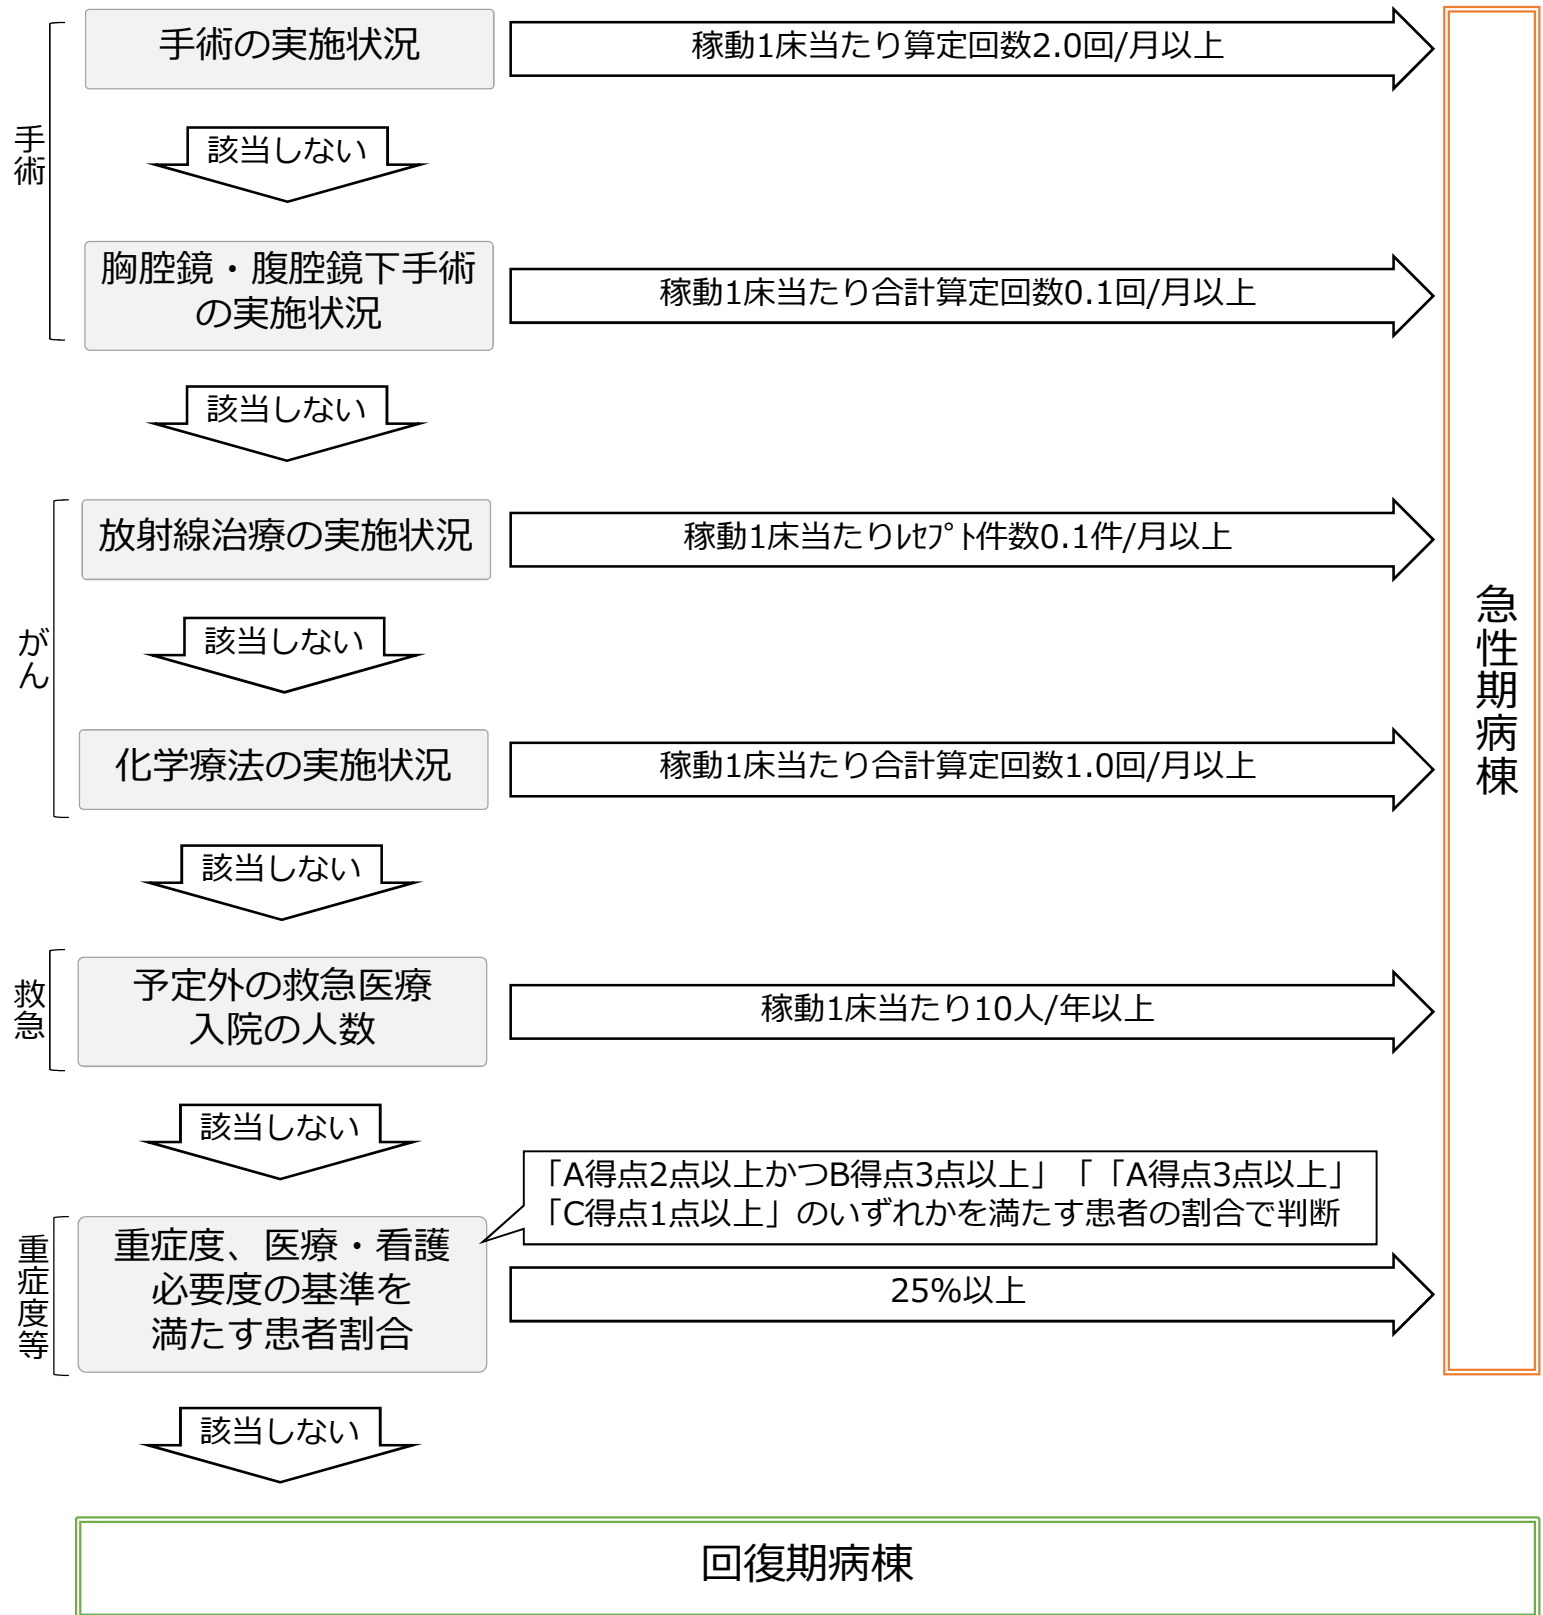 手術
手術の実施状況
稼動1床当たり算定回数2.0回/月以上
該当しない
胸腔鏡・腹腔鏡下手術
の実施状況
稼動1床当たり合計算定回数0.1回/月以上
該当しない
がん
放射線治療の実施状況
稼動1床当たりﾚｾﾌﾟﾄ件数0.1件/月以上
該当しない
化学療法の実施状況
稼動1床当たり合計算定回数1.0回/月以上
該当しない
救急
予定外の救急医療
入院の人数
稼動1床当たり10人/年以上
該当しない
「A得点2点以上かつB得点3点以上」「「A得点3点以上」
「C得点1点以上」のいずれかを満たす患者の割合で判断
重症度等
重症度、医療・看護
必要度の基準を
満たす患者割合
25%以上
該当しない
急性期病棟
回復期病棟